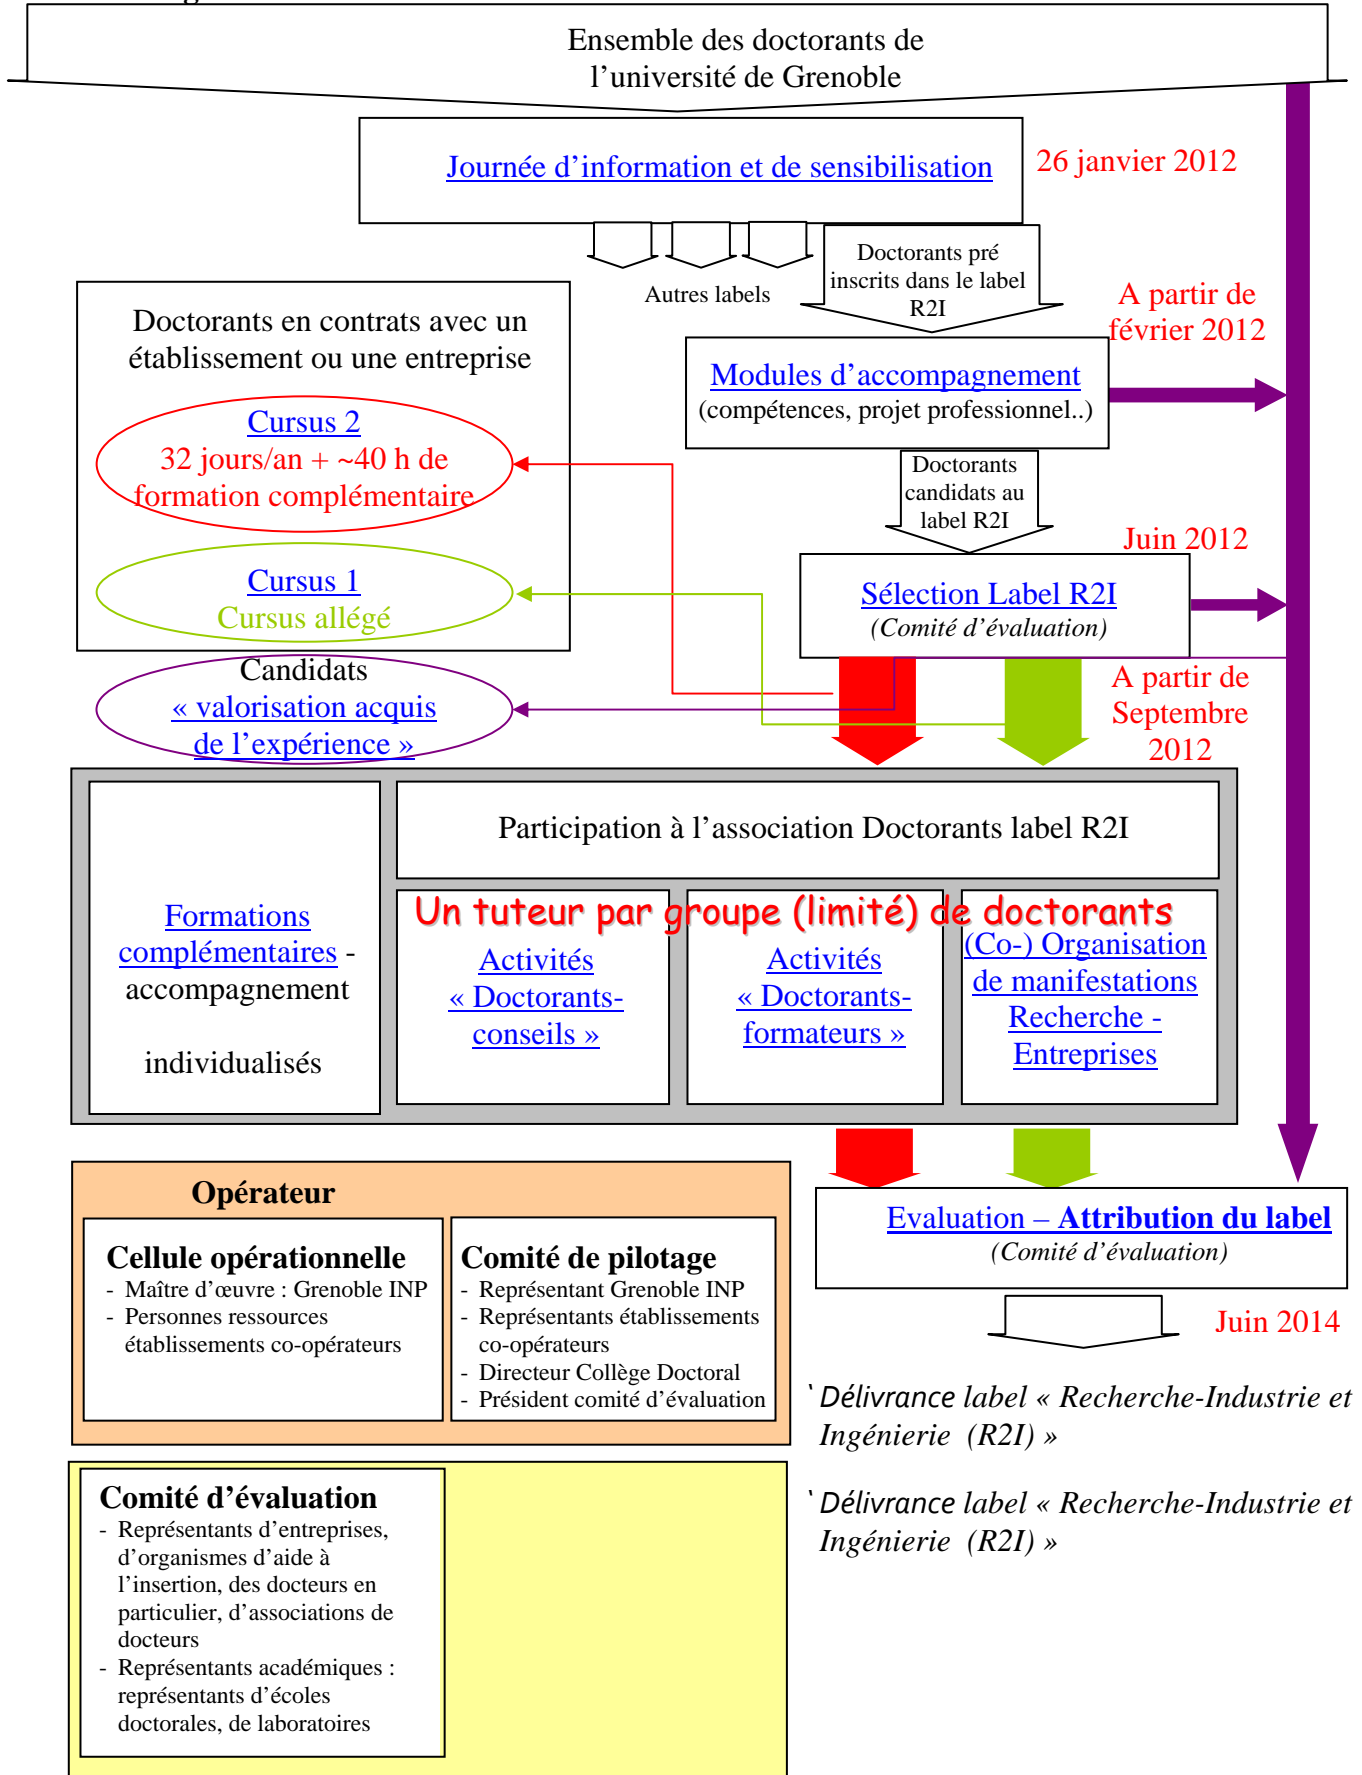 Ensemble des doctorants de
l’université de Grenoble
Journée d’information et de sensibilisation
26 janvier 2012
Autres labels
Doctorants pré
inscrits dans le label
R2I
A partir de
février 2012
Doctorants en contrats avec un
établissement ou une entreprise
Modules d’accompagnement
(compétences, projet professionnel..)
Cursus 2
32 jours/an + ~40 h de
formation complémentaire
Doctorants
candidats au
label R2I
Juin 2012
Cursus 1
Cursus allégé
Sélection Label R2I
(Comité d’évaluation)
Candidats
« valorisation acquis
de l’expérience »
A partir de
Septembre
2012
Participation à l’association Doctorants label R2I
Formations
complémentaires -
accompagnement
individualisés
Un tuteur par groupe (limité) de doctorants
Activités
« Doctorants-
conseils »
Activités
« Doctorants-
formateurs »
(Co-) Organisation
de manifestations
Recherche -
Entreprises
Opérateur
Cellule opérationnelle
- Maître d’œuvre : Grenoble INP
- Personnes ressources
établissements co-opérateurs
Comité de pilotage
- Représentant Grenoble INP
- Représentants établissements
co-opérateurs
- Directeur Collège Doctoral
- Président comité d’évaluation
Evaluation – Attribution du label
(Comité d’évaluation)
Juin 2014
` Délivrance label « Recherche-Industrie et
Ingénierie (R2I) »
` Délivrance label « Recherche-Industrie et
Ingénierie (R2I) »
Comité d’évaluation
- Représentants d’entreprises,
d’organismes d’aide à
l’insertion, des docteurs en
particulier, d’associations de
docteurs
- Représentants académiques :
représentants d’écoles
doctorales, de laboratoires